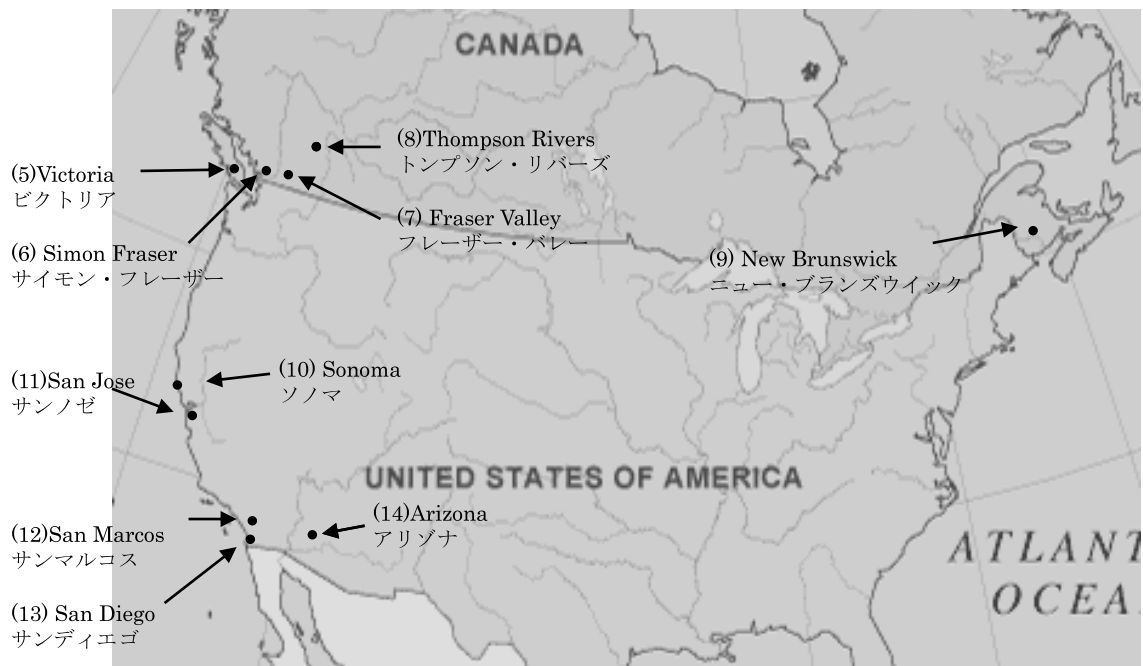 CANADA
(8)Thompson Rivers
トンプソン・リバーズ
(5)Victoria
ビクトリア
(7) Fraser Valley
フレーザー・バレー
(6) Simon Fraser
サイモン・フレーザー
(9) New Brunswick
ニュー・ブランズウイック
(10) Sonoma
ソノマ
(11)San Jose
サンノゼ
UNITED STATES OF AMERICA
(14)Arizona
アリゾナ
(12)San Marcos
サンマルコス
(13) San Diego
サンディエゴ
ATLANT
OCEA